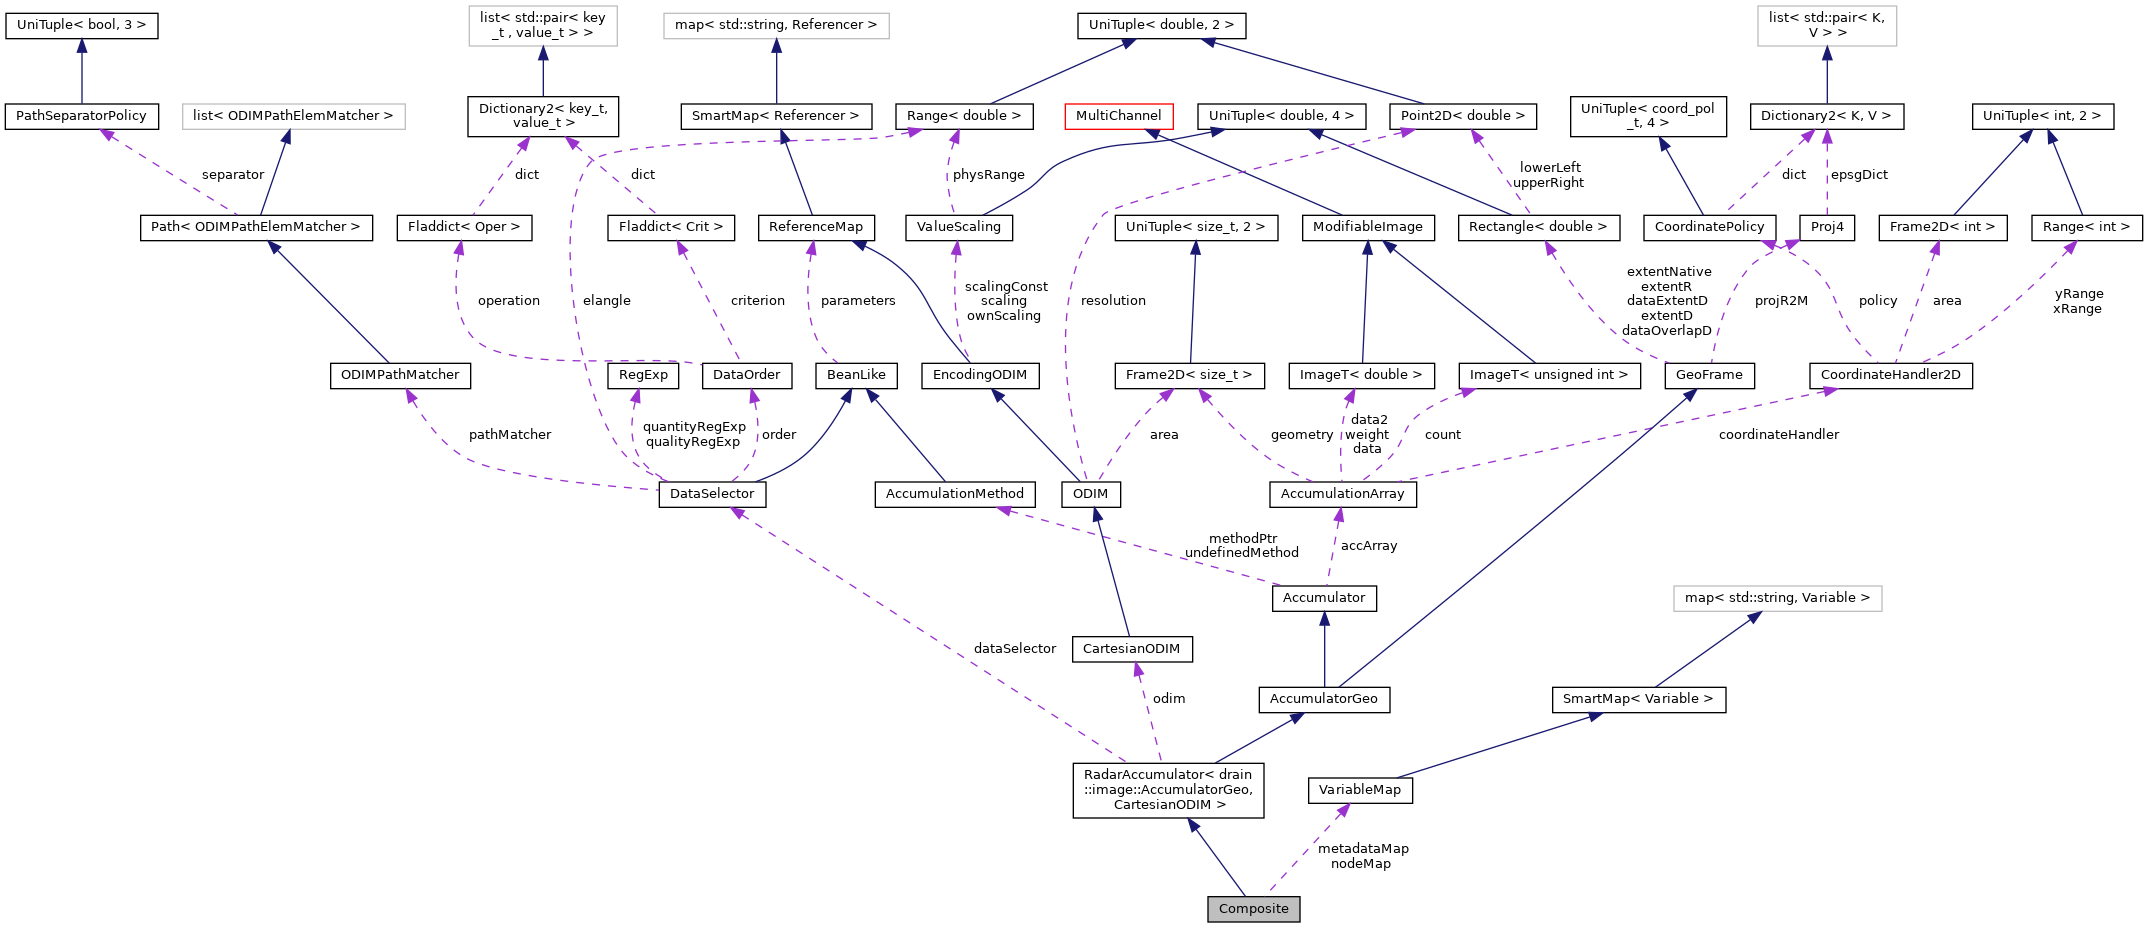 UniTuple< bool, 3 >
list< std::pair< key
_t , value_t > >
map< std::string, Referencer >
UniTuple< double, 2 >
list< std::pair< K,
V > >
PathSeparatorPolicy
list< ODIMPathElemMatcher >
Dictionary2< key_t,
value_t >
SmartMap< Referencer >
Range< double >
MultiChannel
UniTuple< double, 4 >
Point2D< double >
UniTuple< coord_pol
_t, 4 >
Dictionary2< K, V >
UniTuple< int, 2 >
separator
dict
dict
physRange
lowerLeft
upperRight
dict
epsgDict
Path< ODIMPathElemMatcher >
Fladdict< Oper >
Fladdict< Crit >
ReferenceMap
ValueScaling
UniTuple< size_t, 2 >
ModifiableImage
Rectangle< double >
CoordinatePolicy
Proj4
Frame2D< int >
Range< int >
operation
elangle
criterion
parameters
scalingConst
scaling
ownScaling
resolution
extentNative
extentR
dataExtentD
extentD
dataOverlapD
projR2M
policy
area
yRange
xRange
ODIMPathMatcher
RegExp
DataOrder
BeanLike
EncodingODIM
Frame2D< size_t >
ImageT< double >
ImageT< unsigned int >
GeoFrame
CoordinateHandler2D
pathMatcher
quantityRegExp
qualityRegExp
order
area
geometry
data2
weight
data
count
coordinateHandler
DataSelector
AccumulationMethod
ODIM
AccumulationArray
methodPtr
undefinedMethod
accArray
Accumulator
map< std::string, Variable >
dataSelector
CartesianODIM
odim
AccumulatorGeo
SmartMap< Variable >
RadarAccumulator< drain
::image::AccumulatorGeo,
CartesianODIM >
VariableMap
metadataMap
nodeMap
Composite